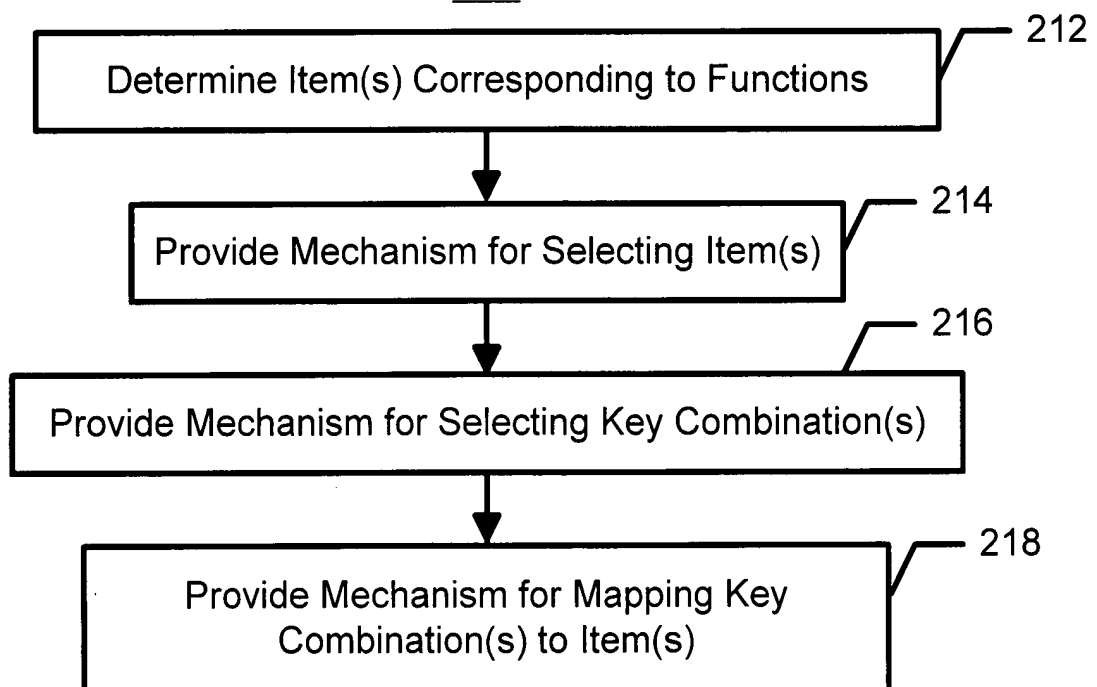 212
Determine Item(s) Corresponding to Functions
214
Provide Mechanism for Selecting Item(s)
216
Provide Mechanism for Selecting Key Combination(s)
218
Provide Mechanism for Mapping Key
Combination(s) to Item(s)